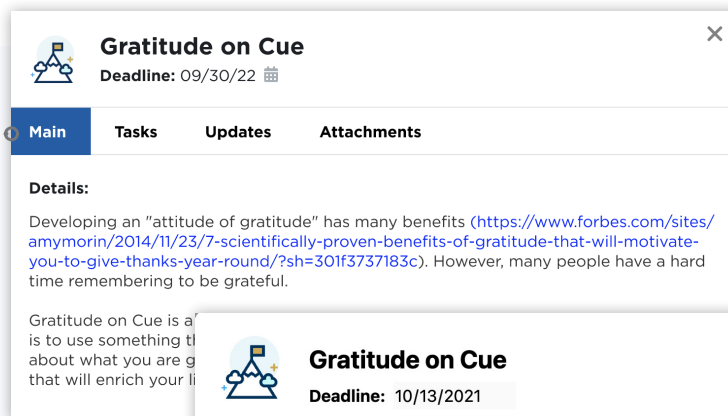 Gratitude on Cue
Deadline: 09/30/22
Main Tasks Updates Attachments
Details:
Developing an "attitude of gratitude" has many benefits (https://www.forbes.com/sites/
amymorin/2014/11/23/7-scientifically-proven-benefits-of-gratitude-that-will-motivate-
you-to-give-thanks-year-round/?sh=301f3737183c). However, many people have a hard
time remembering to be grateful.
Gratitude on Cue is
is to use something
about what you are
that will enrich your
Gratitude on Cue
Deadline: 10/13/2021